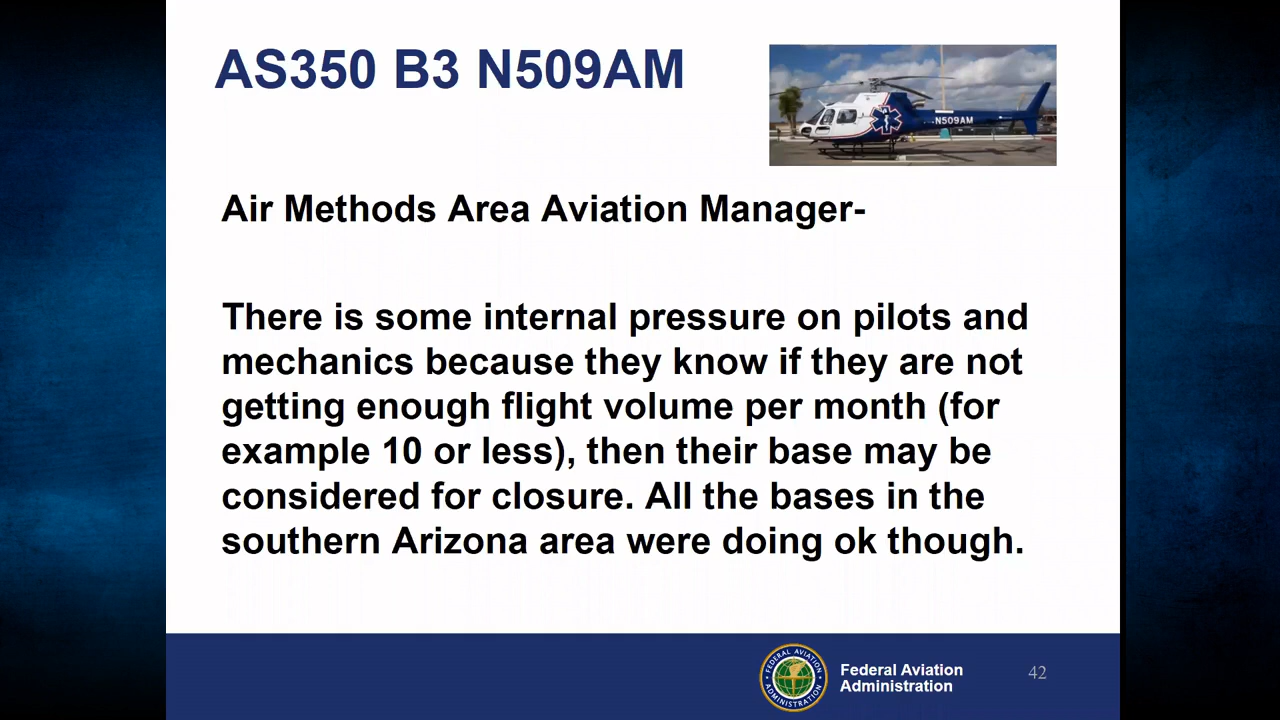 AS350 B3 N509AM
N509AM
Air Methods Area Aviation Manager-
There is some internal pressure on pilots and
mechanics because they know if they are not
getting enough flight volume per month (for
example 10 or less), then their base may be
considered for closure. All the bases in the
southern Arizona area were doing ok though.
FEDERAL AVIATION
ADMINISTRATION
Federal Aviation
Administration
42